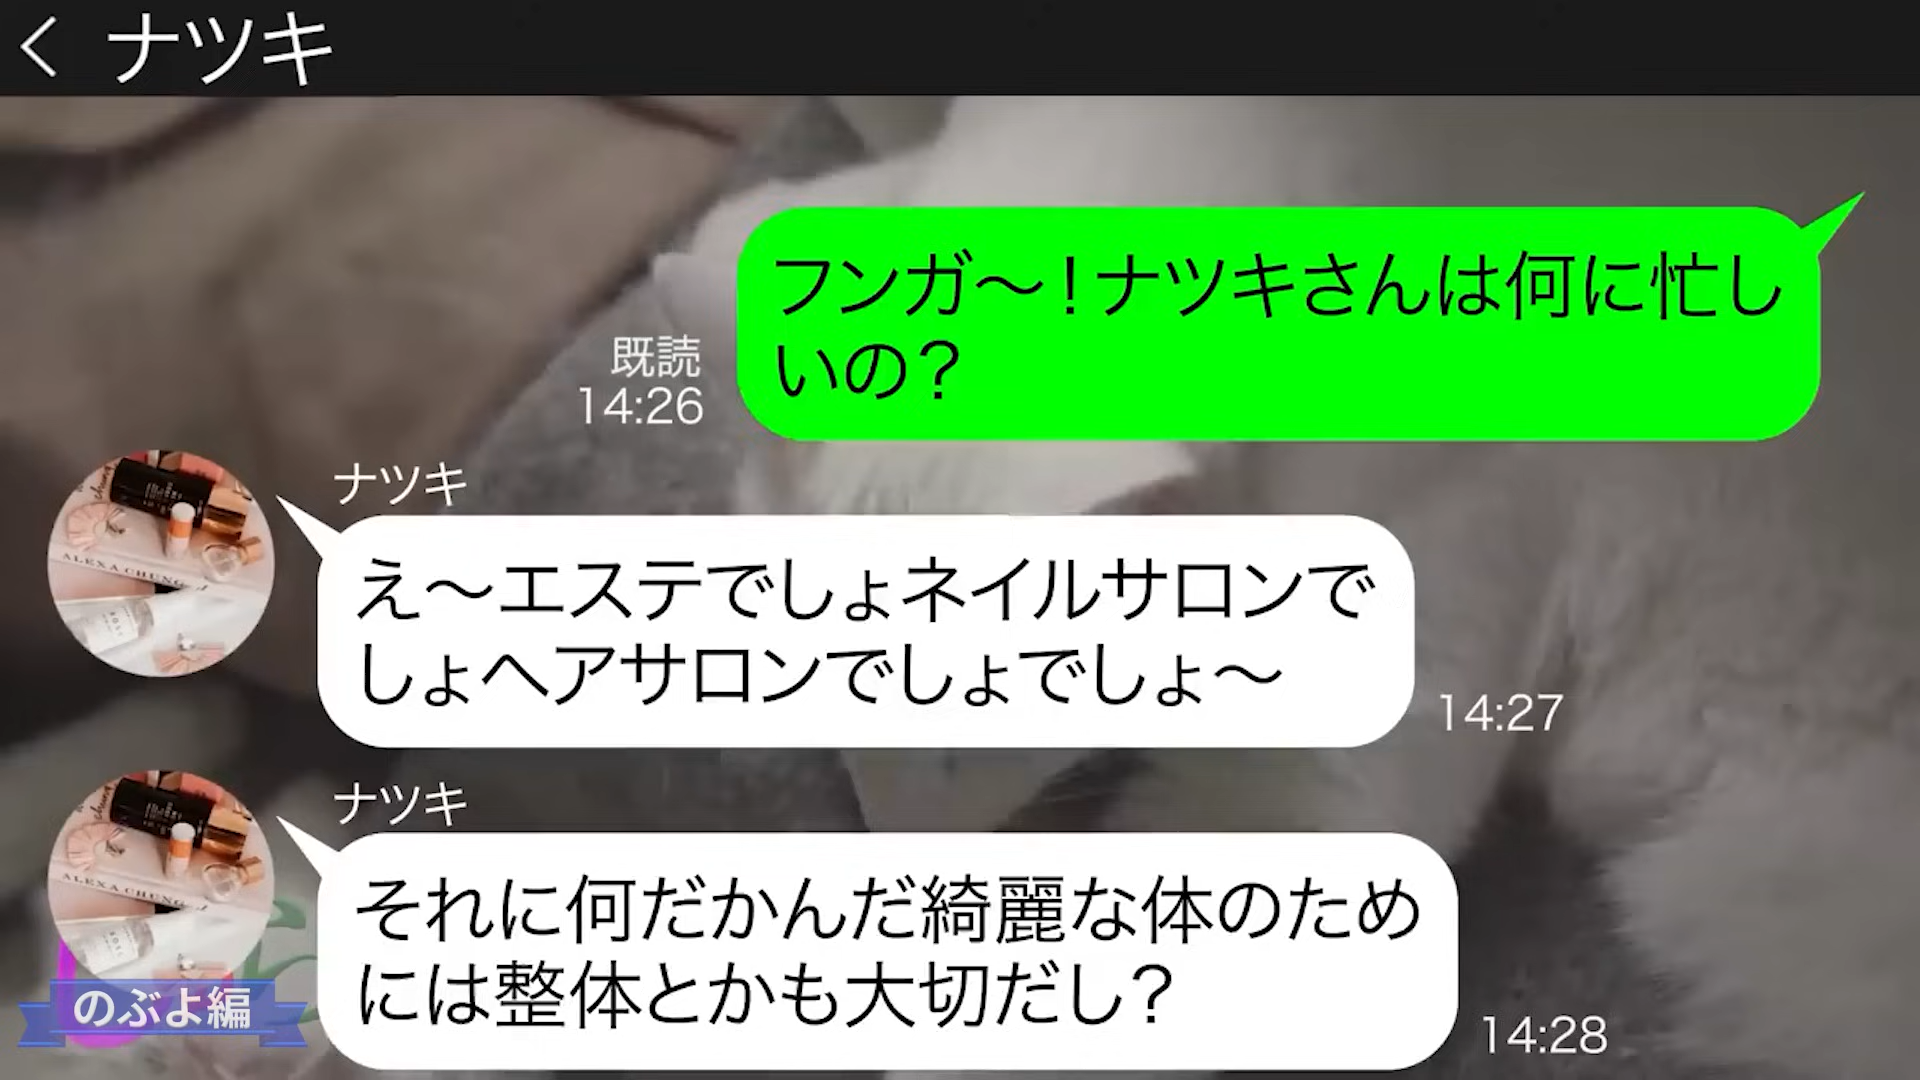 ナツキ
フンガ〜！ナツキさんは何に忙し
いの？
既読
14:26
ナツキ
え〜エステでしょネイルサロンで
しょヘアサロンでしょでしょ〜
14:27
ALEXA CHUNG
ナツキ
それに何だかんだ綺麗な体のため
には整体とかも大切だし？
14:28
ALEXA CHUNG
のぶよ編